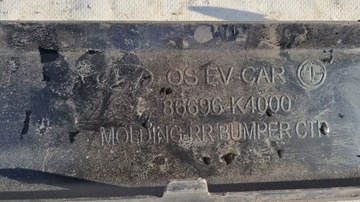 OS EV-CAR
86696-K4000
MOLDING-RR BUMPER CTR